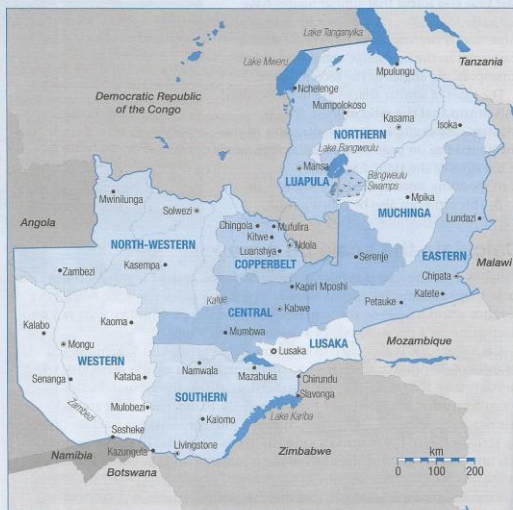 Lake Tanganyika
Lake Mweru
Tanzania
Mpulungu
Nchelenge
Democratic Republic
of the Congo
Mumpolokoso
Kasama
Isoka
NORTHERN
Lake Bangweulu
Mansa
Bangweulu
Swamps
LUAPULA
Mwinilunga
Mpika
Solwezi
MUCHINGA
Lundazi
Angola
Chingola
Mufulira
Kitwe
NORTH-WESTERN
Ndola
Luanshya
EASTERN
Serenje
Malawi
Zambezi
Kasempa
COPPERBELT
Chipata
Kapiri Mposhi
Katete
Kafue
CENTRAL
Kabwe
Petauke
Kalabo
Kaoma
Mumbwa
Mozambique
Mongu
Lusaka
LUSAKA
WESTERN
Namwala
Mazabuka
Senanga
Kataba
Chirundu
SOUTHERN
Slavonga
Zambezi
Mulobezi
Kalomo
Lake Kariba
Sesheke
Livingstone
Kazungula
Namibia
Zimbabwe
Botswana
km
0 100 200